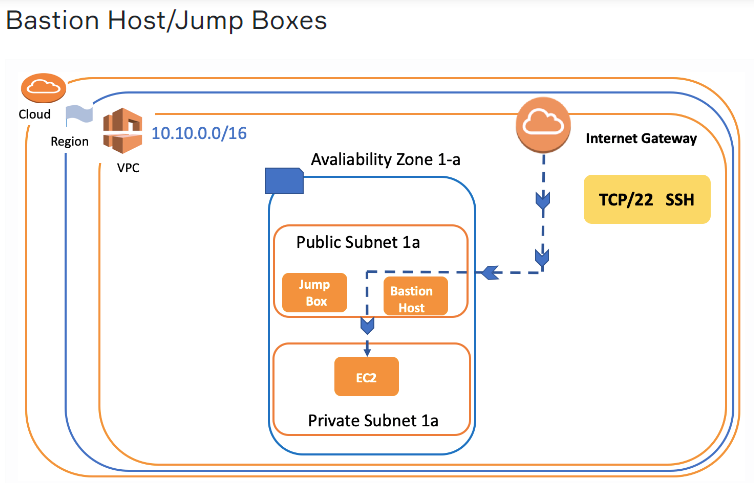 Bastion Host/Jump Boxes
Cloud
Region
VPC
10.10.0.0/16
Internet Gateway
Avaliability Zone 1-a
TCP/22 SSH
Public Subnet 1a
Jump
Box
Bastion
Host
EC2
Private Subnet 1a